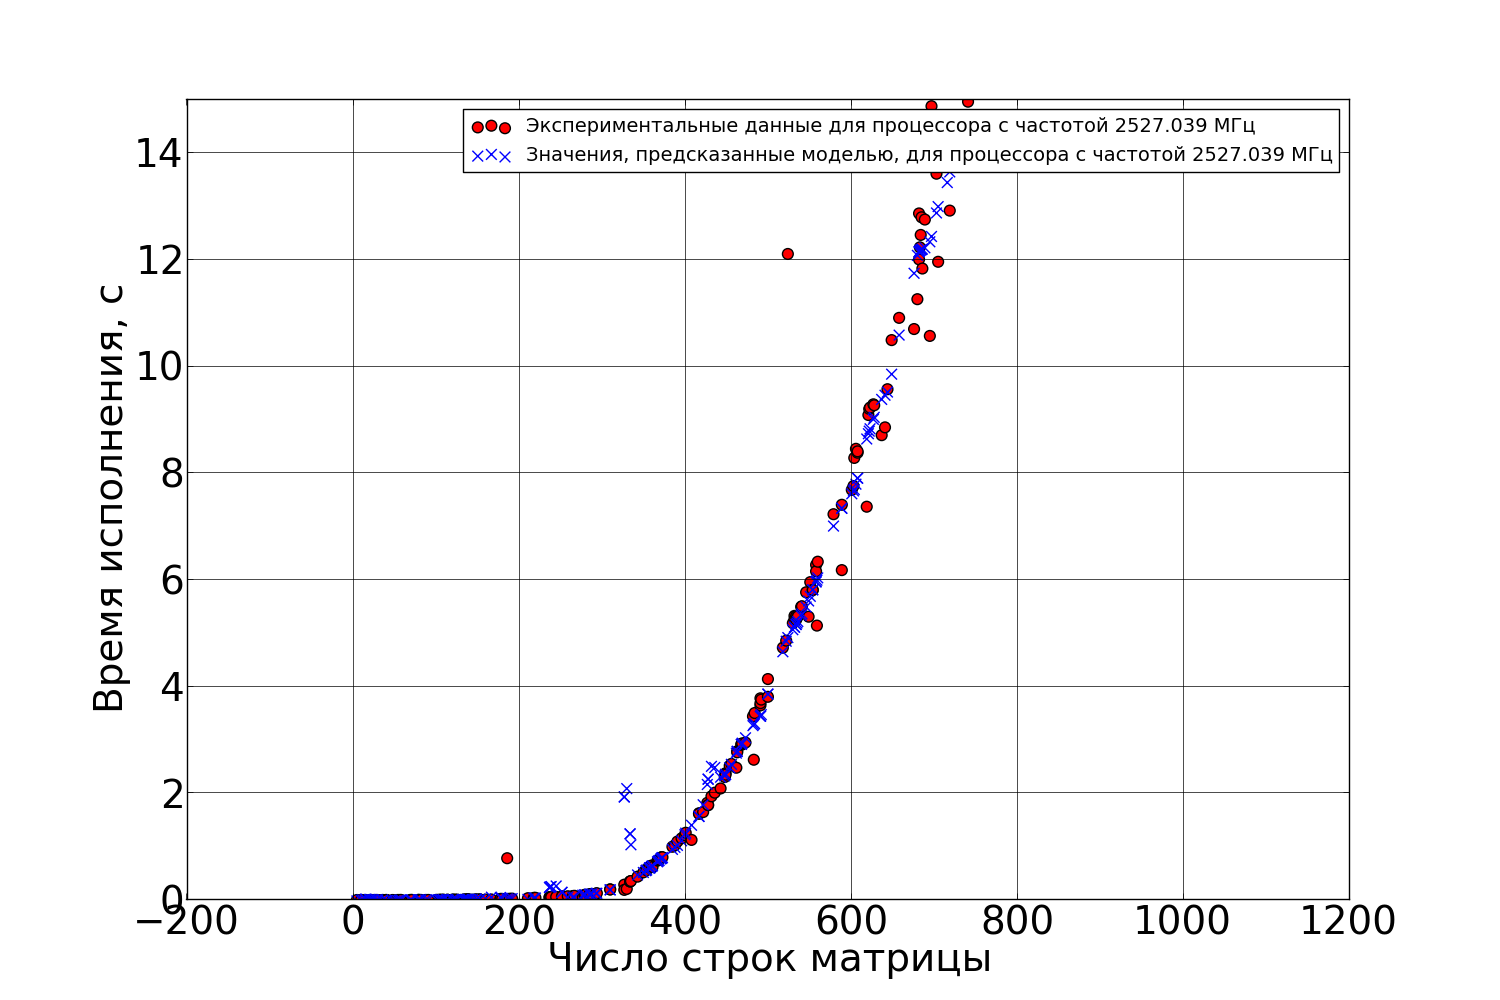 Экспериментальные данные для процессора с частотой 2527.039 МГц
Значения, предсказанные моделью, для процессора с частотой 2527.039 МГц
14
12
10
8
6
4
2
0
Время исполнения, с
−200 0 200 400 600 800 1000 1200
Число строк матрицы